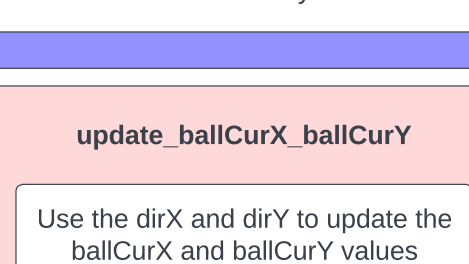 update_ballCurX_ballCurY
Use the dirX and dirY to update the
ballCurX and ballCurY values